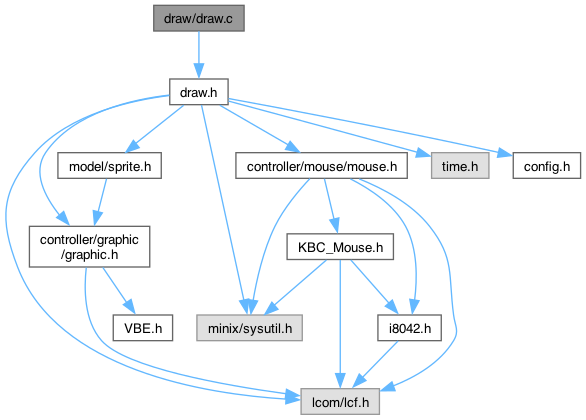 draw/draw.c
draw.h
model/sprite.h
controller/mouse/mouse.h
time.h
config.h
controller/graphic
/graphic.h
KBC_Mouse.h
VBE.h
minix/sysutil.h
i8042.h
lcom/lcf.h